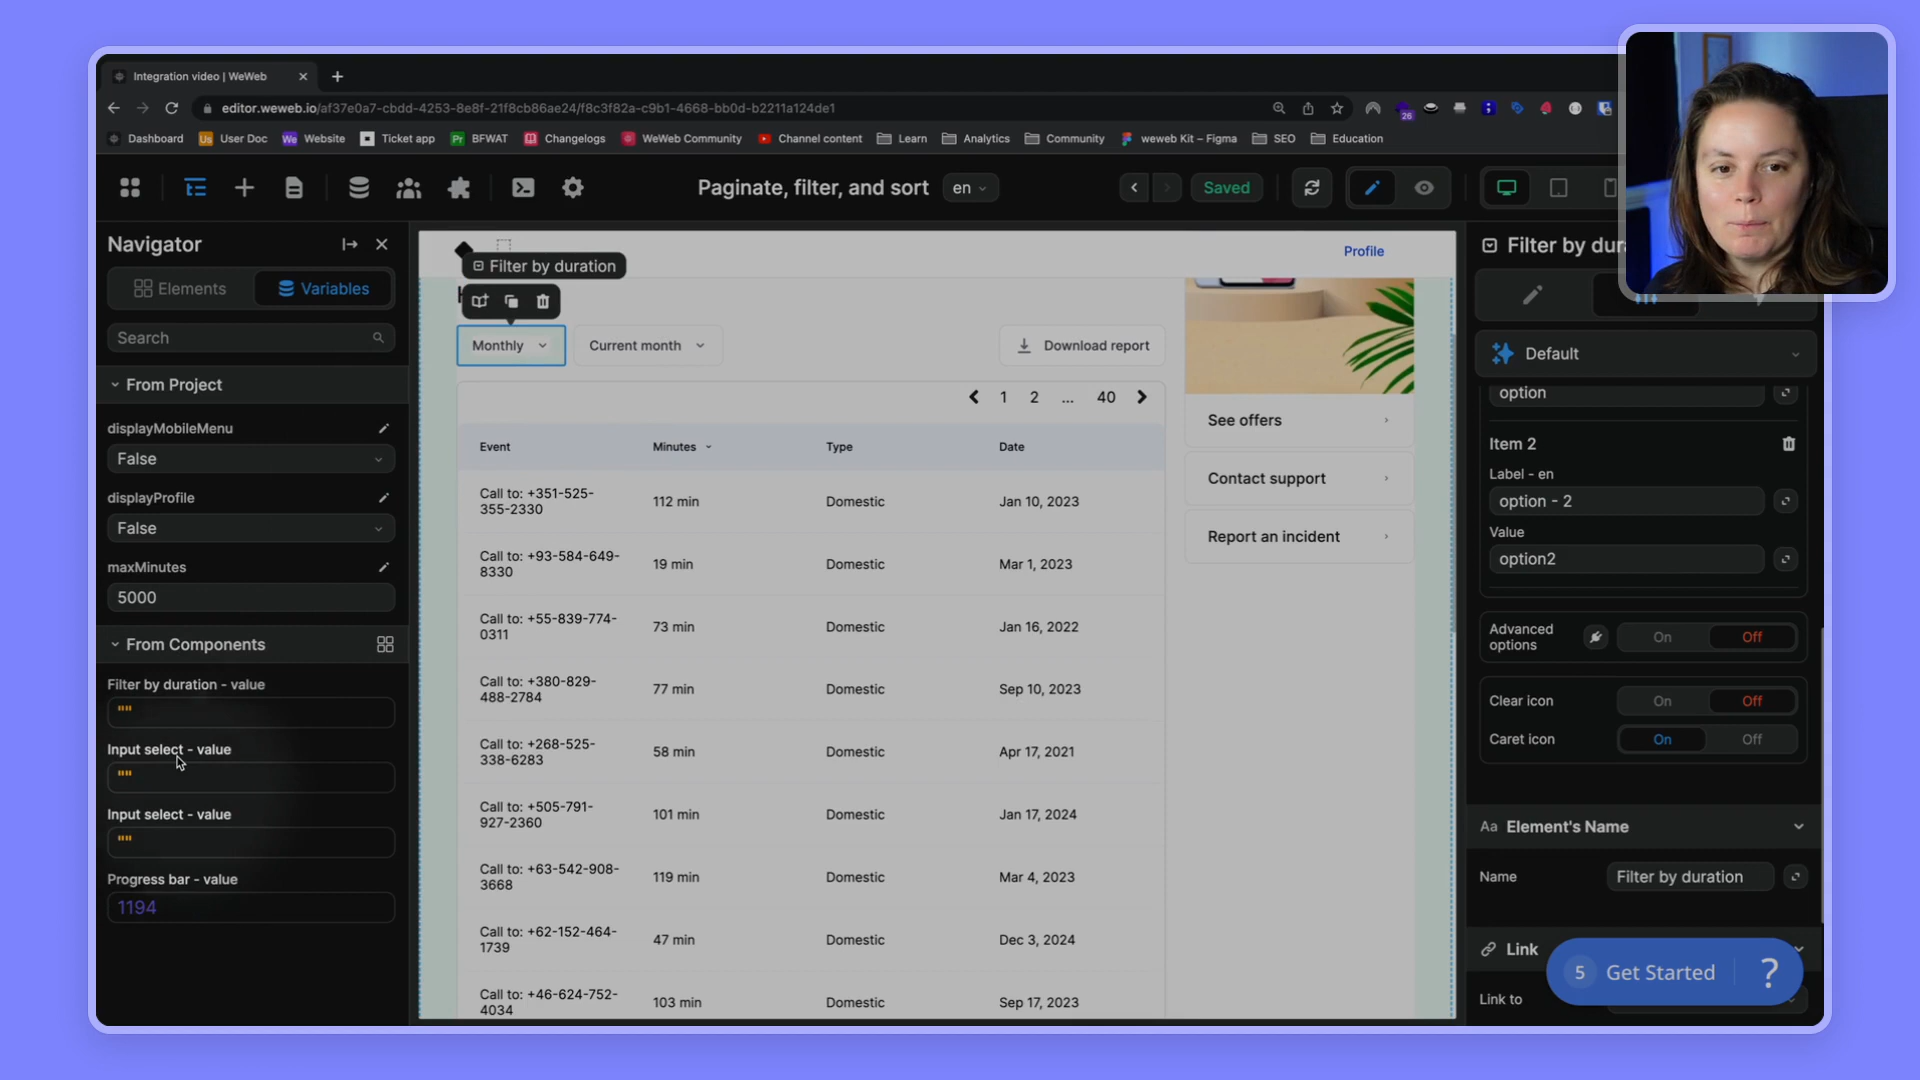 Integration video | WeWeb
editor.weweb.io/af37e0a7-cbdd-4253-8e8f-21f8cb86ae24/f8c3f82a-c9b1-4668-bb0d-b2211a124de1
26
Dashboard
Us User Doc
We Website
Ticket app
Pr BFWAT
Changelogs
WeWeb Community
Channel content
Learn
Analytics
Community
weweb Kit – Figma
SEO
Education
Paginate, filter, and sort
en
Saved
Navigator
Elements
Variables
Search
From Project
displayMobileMenu
False
displayProfile
False
maxMinutes
5000
From Components
Filter by duration - value
""
Input select - value
""
Input select - value
""
Progress bar - value
1194
Profile
Filter by duration
Monthly
Current month
Download report
1 2 ... 40
Event Minutes Type Date
Call to: +351-525-
355-2330
112 min Domestic Jan 10, 2023
Call to: +93-584-649-
8330
19 min Domestic Mar 1, 2023
Call to: +55-839-774-
0311
73 min Domestic Jan 16, 2022
Call to: +380-829-
488-2784
77 min Domestic Sep 10, 2023
Call to: +268-525-
338-6283
58 min Domestic Apr 17, 2021
Call to: +505-791-
927-2360
101 min Domestic Jan 17, 2024
Call to: +63-542-908-
3668
119 min Domestic Mar 4, 2023
Call to: +62-152-464-
1739
47 min Domestic Dec 3, 2024
Call to: +46-624-752-
4034
103 min Domestic Sep 17, 2023
See offers
Contact support
Report an incident
Filter by
Default
option
Item 2
Label - en
option - 2
Value
option2
Advanced
options
On Off
Clear icon On Off
Caret icon On Off
Aa Element's Name
Name Filter by duration
Link
Link to
5 Get Started ?